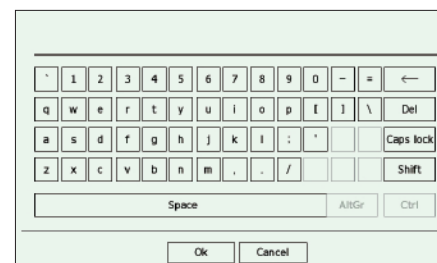 ` 1 2 3 4 5 6 7 8 9 0 - = ←
q w e r t y u i o p [ ] \ Del
a s d f g h j k l ; ' Caps lock
z x c v b n m , . / Shift
Space AltGr Ctrl
Ok Cancel